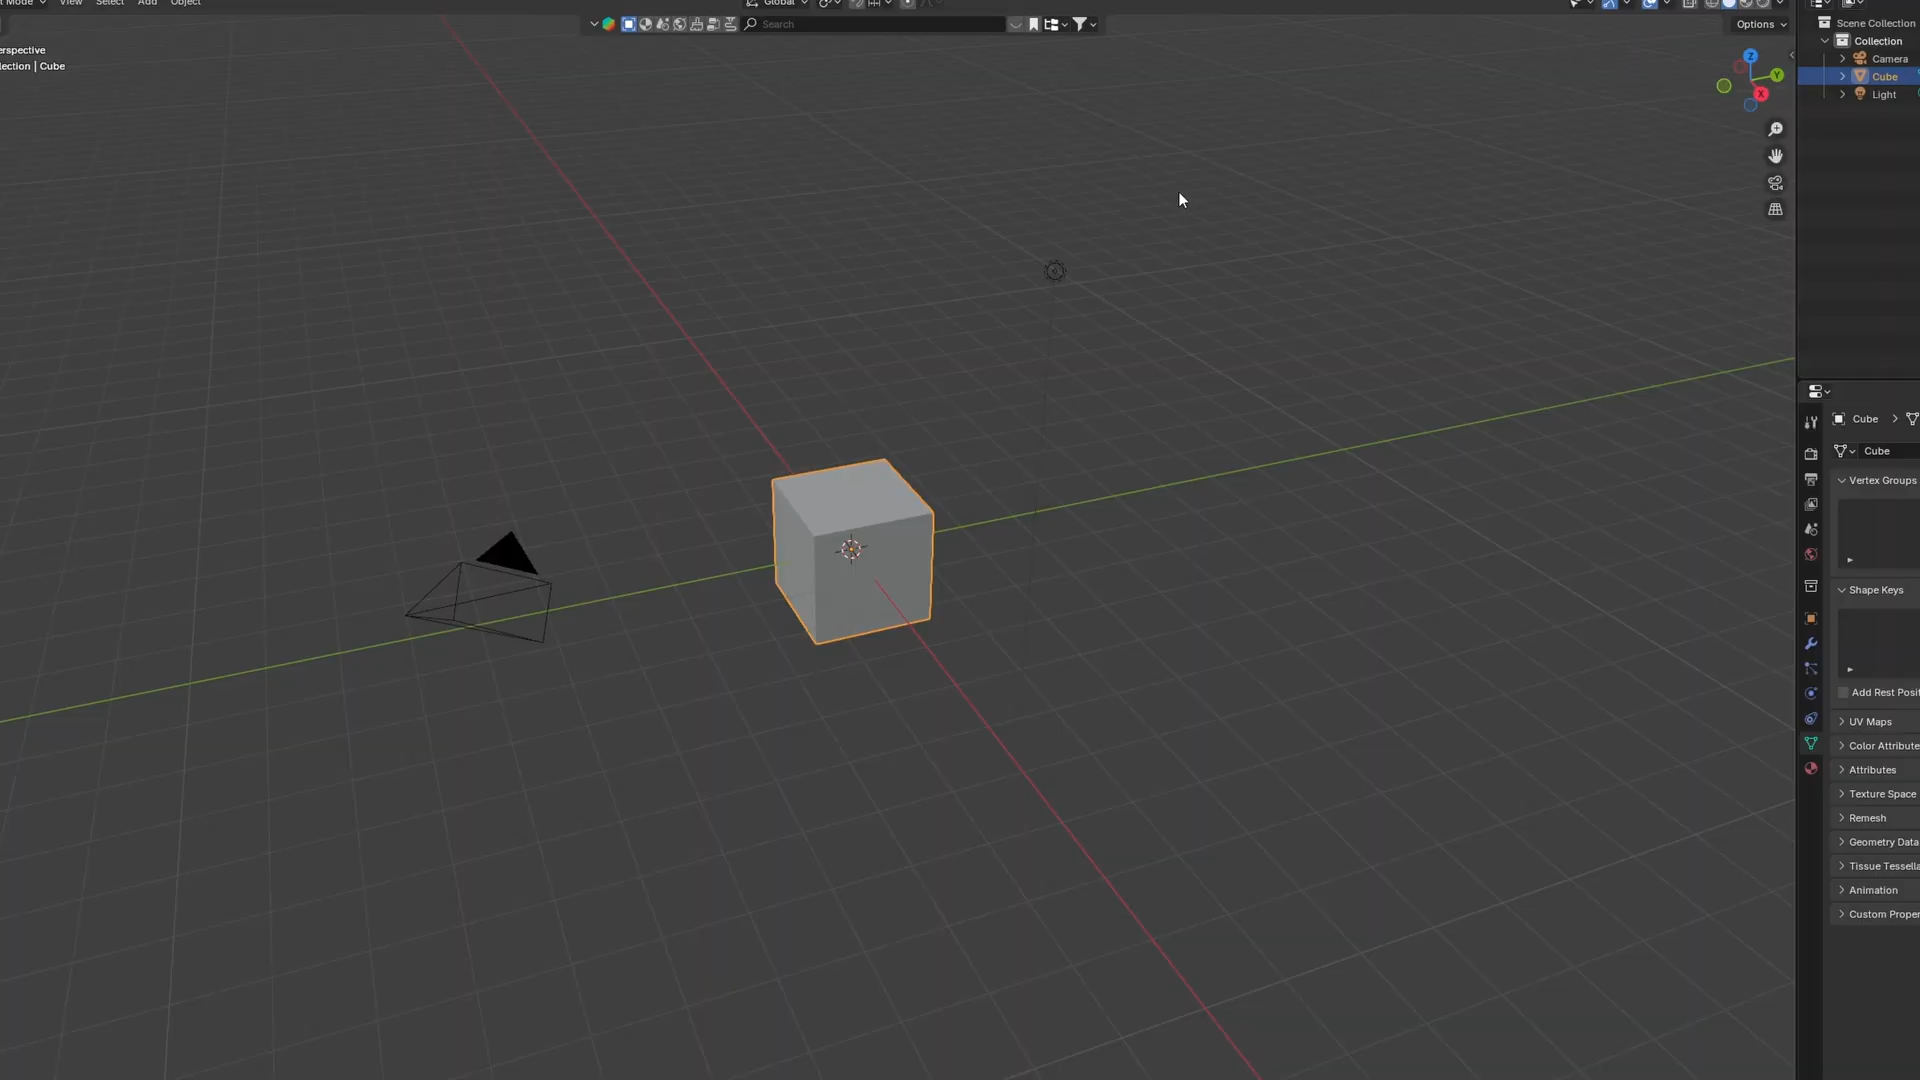 t Mode
View
Select
Add
Object
Global
Search
Options
erspective
lection | Cube
Z
Y
X
Scene Collection
Collection
Camera
Cube
Light
Cube
Cube
Vertex Groups
Shape Keys
Add Rest Posit
UV Maps
Color Attribute
Attributes
Texture Space
Remesh
Geometry Data
Tissue Tessella
Animation
Custom Proper